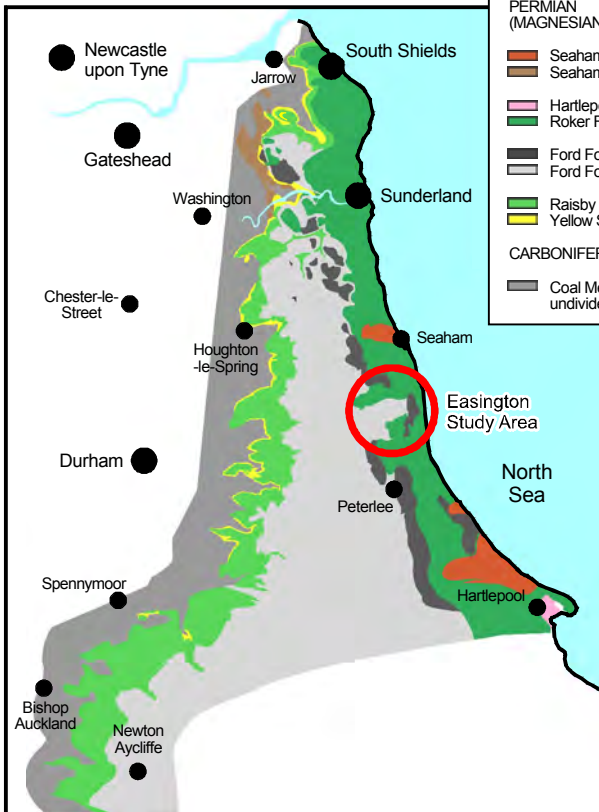 PERMIAN
(MAGNESIAN
Seaham
Seaham
Hartlepo
Roker F
Ford Fo
Ford Fo
Raisby
Yellow S
CARBONIFER
Coal Me
undivide
Newcastle
upon Tyne
South Shields
Jarrow
Gateshead
Washington
Sunderland
Chester-le-
Street
Houghton
-le-Spring
Seaham
Easington
Study Area
Durham
North
Sea
Peterlee
Spennymoor
Hartlepool
Bishop
Auckland
Newton
Aycliffe